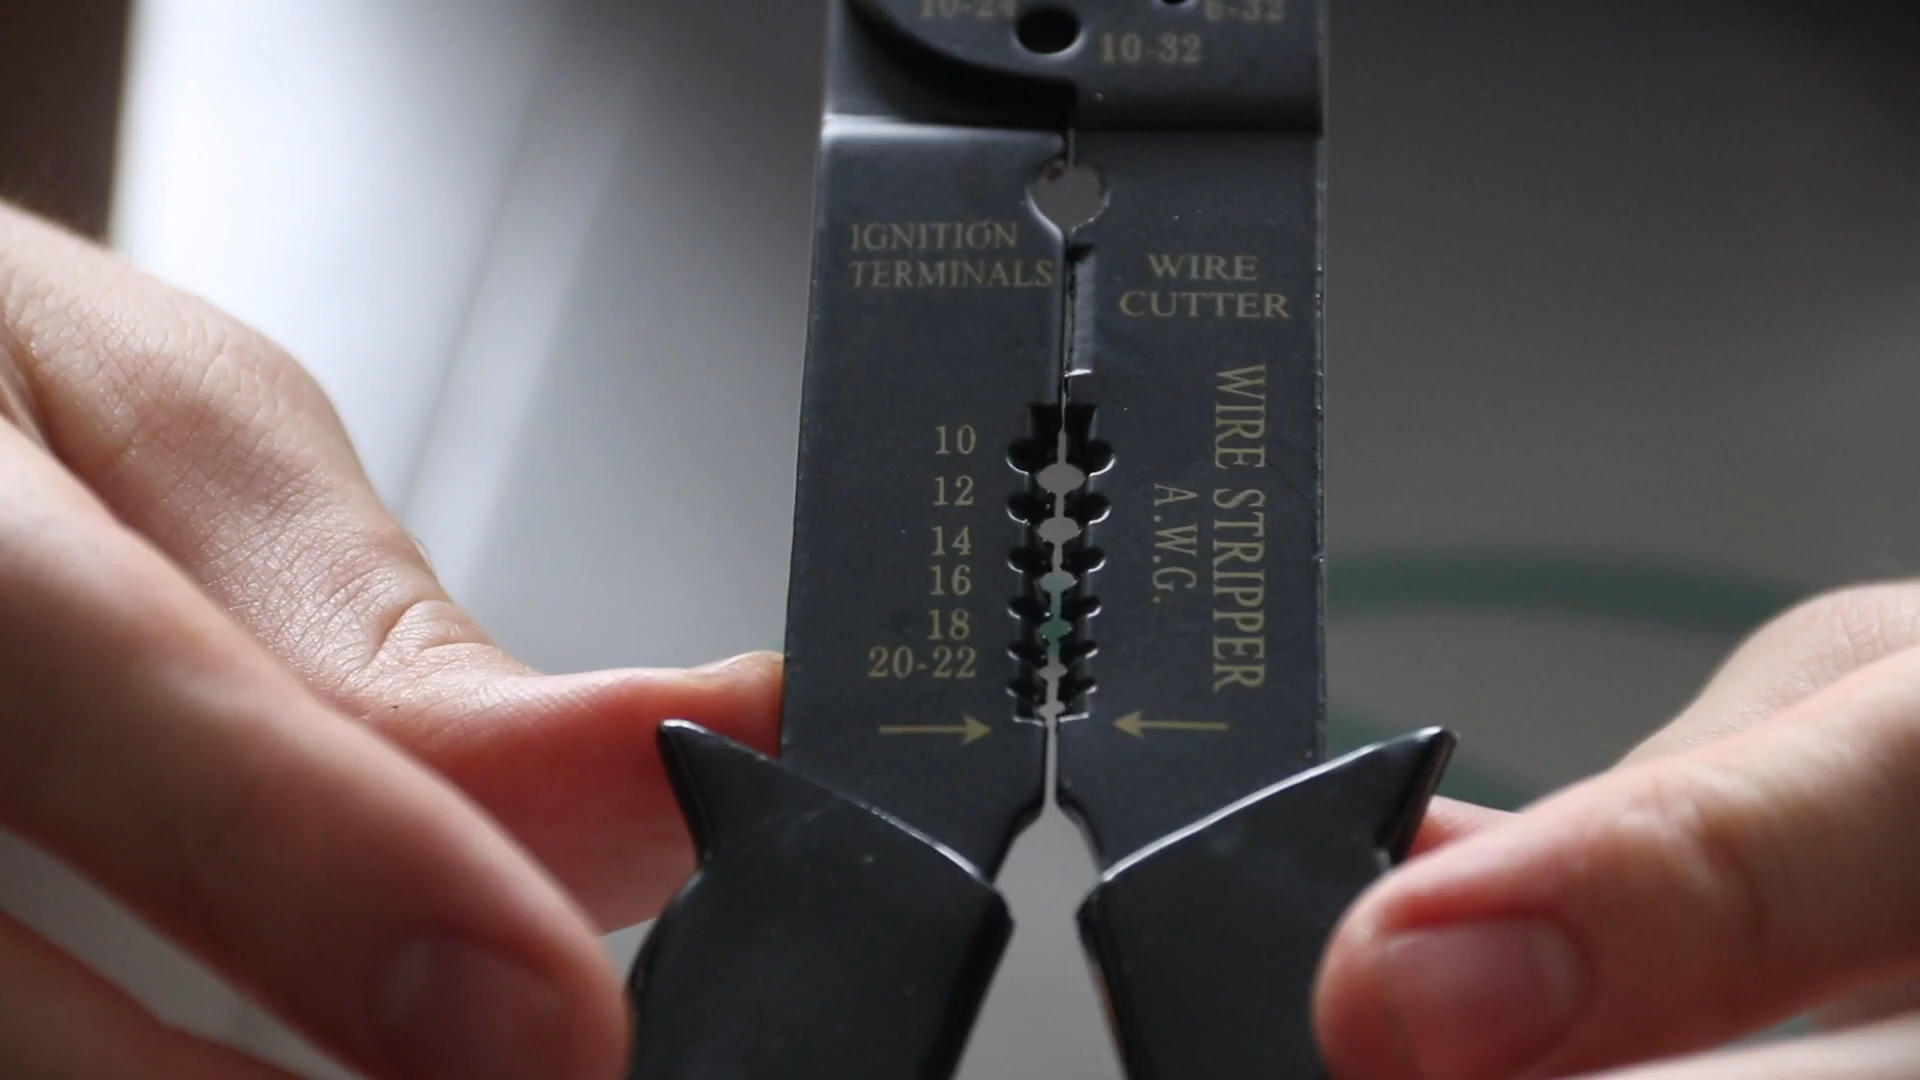 10-24
6-32
10-32
IGNITION
TERMINALS
WIRE
CUTTER
10
12
14
16
18
20-22
WIRE STRIPPER
A.W.G.